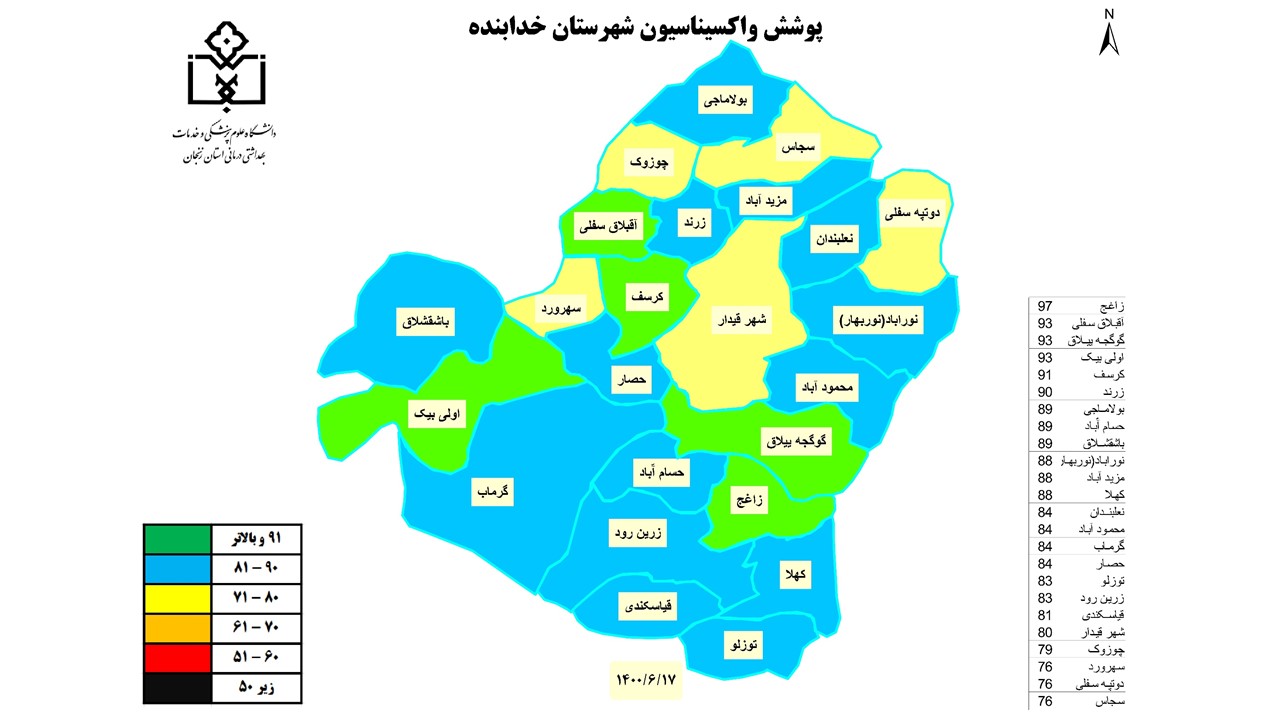 پوشش واکسیناسیون شهرستان خدابنده
N
دانشگاه علوم پزشکی و خدمات
بهداشتی درمانی استان زنجان
بولاماجی
سجاس
چوزوک
مزید آباد
دوتپه سفلی
آقبلاق سفلی
زرند
نعلبندان
کرسف
سهرورد
شهر قیدار
نوراباد(نوربهار)
باشقشلاق
حصار
محمود آباد
اولی بیک
گوگجه ییلاق
حسام آباد
گرماب
زاغج
زرین رود
کهلا
قیاسکندی
توزلو
۱۴۰۰/۶/۱۷
۹۱ و بالاتر
۸۱ – ۹۰
۷۱ – ۸۰
۶۱ – ۷۰
۵۱ – ۶۰
زیر ۵۰
زاغج 97
آقبلاق سفلی 93
گوگجه ییلاق 93
اولی بیک 93
کرسف 91
زرند 90
بولاماجی 89
حسام آباد 89
باشقشلاق 89
نوراباد(نوربهار 88
مزید آباد 88
کهلا 88
نعلبندان 84
محمود آباد 84
گرماب 84
حصار 84
توزلو 83
زرین رود 83
قیاسکندی 81
شهر قیدار 80
چوزوک 79
سهرورد 76
دوتپه سفلی 76
سجاس 76